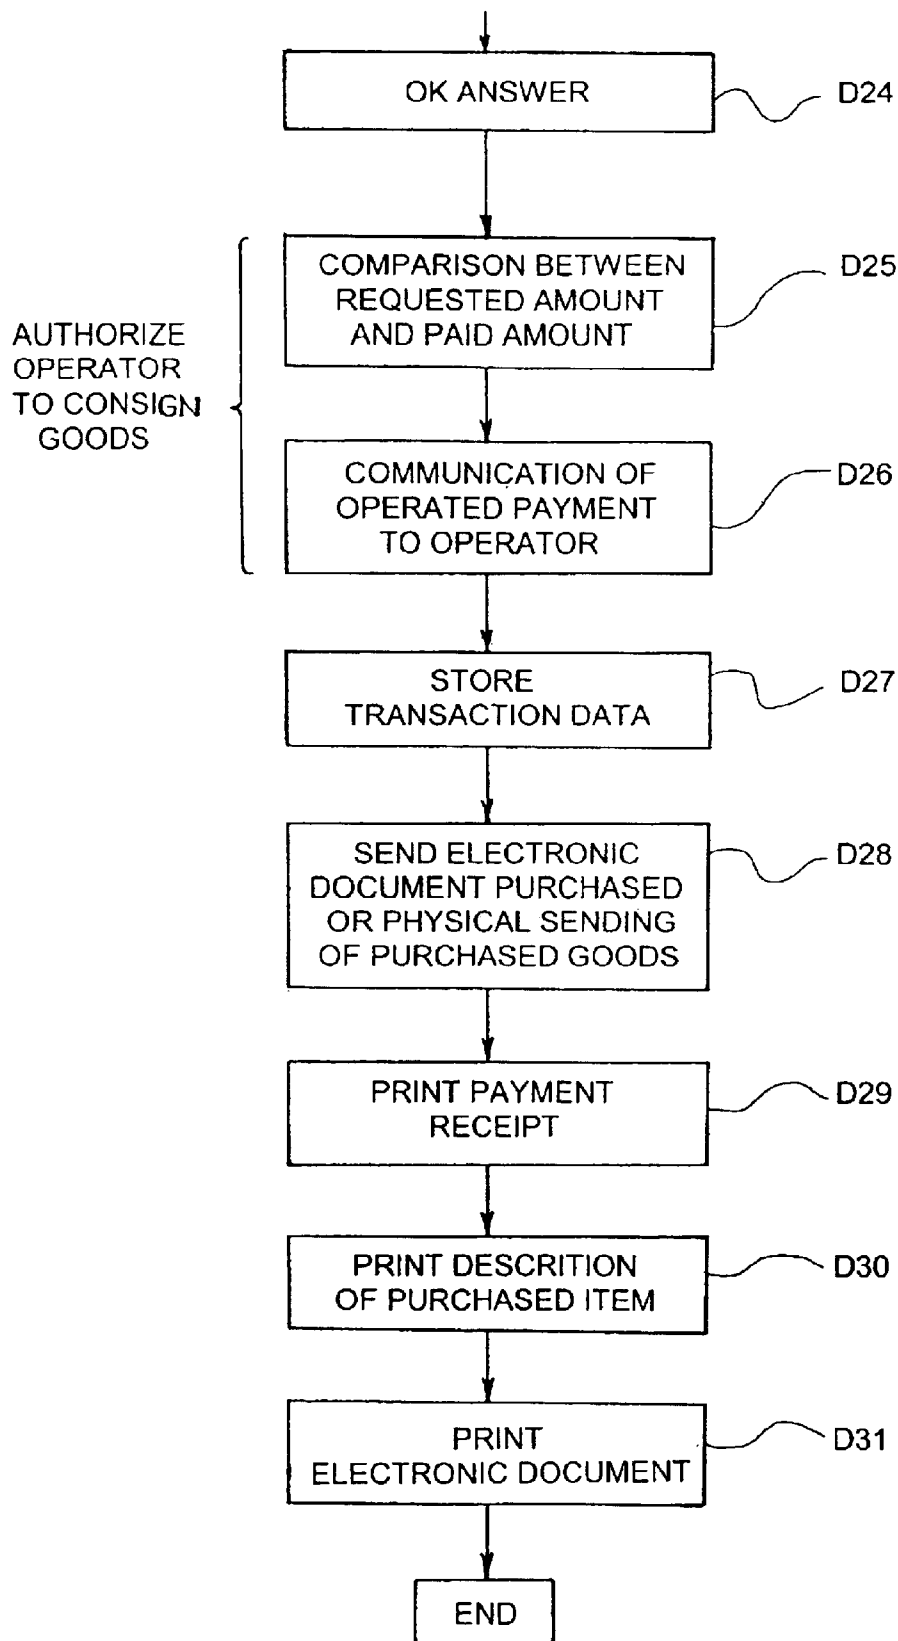 OK ANSWER
D24
COMPARISON BETWEEN
REQUESTED AMOUNT
AND PAID AMOUNT
D25
AUTHORIZE
OPERATOR
TO CONSIGN
GOODS
COMMUNICATION OF
OPERATED PAYMENT
TO OPERATOR
D26
STORE
TRANSACTION DATA
D27
SEND ELECTRONIC
DOCUMENT PURCHASED
OR PHYSICAL SENDING
OF PURCHASED GOODS
D28
PRINT PAYMENT
RECEIPT
D29
PRINT DESCRITION
OF PURCHASED ITEM
D30
PRINT
ELECTRONIC DOCUMENT
D31
END